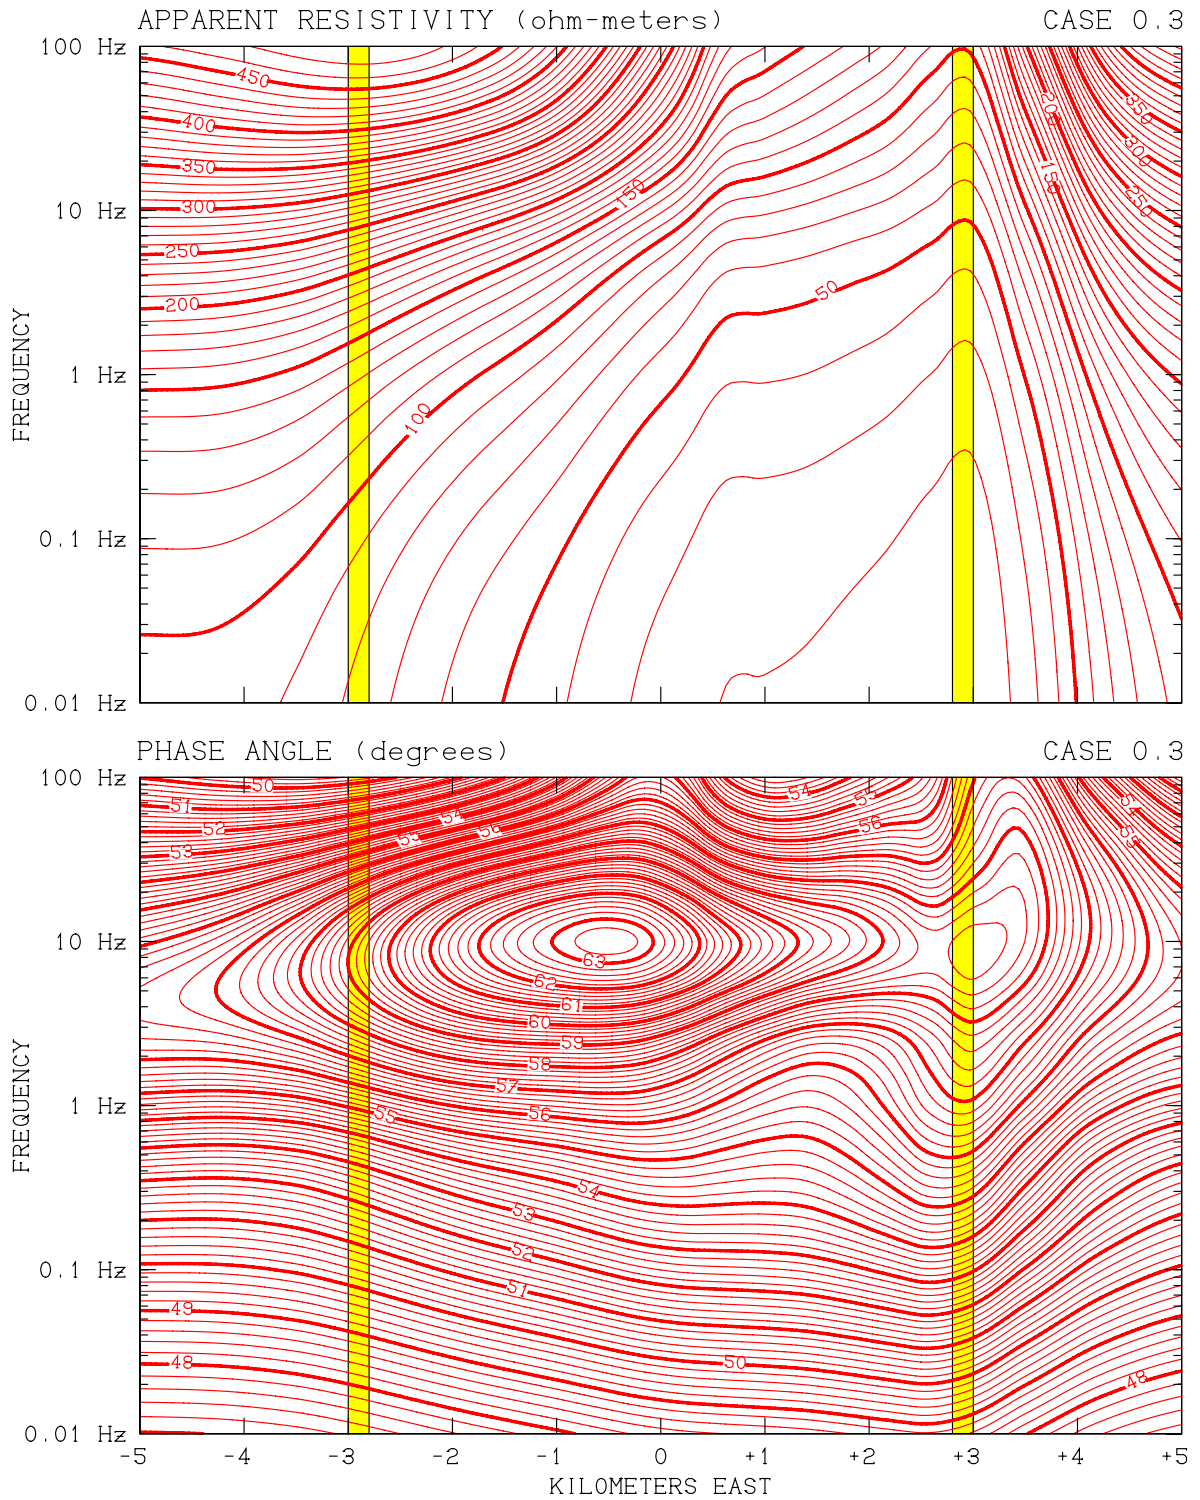 APPARENT RESISTIVITY (ohm-meters) CASE 0.3
100 Hz
450
400
350
300
250
200
150
100
50
200
150
350
300
250
10 Hz
1 Hz
0.1 Hz
0.01 Hz
FREQUENCY
PHASE ANGLE (degrees) CASE 0.3
100 Hz
50
51
52
53
54
55
56
54
55
56
54
55
63
62
61
60
59
58
57
56
55
54
53
52
51
50
49
48
48
10 Hz
1 Hz
0.1 Hz
0.01 Hz
FREQUENCY
-5 -4 -3 -2 -1 0 +1 +2 +3 +4 +5
KILOMETERS EAST